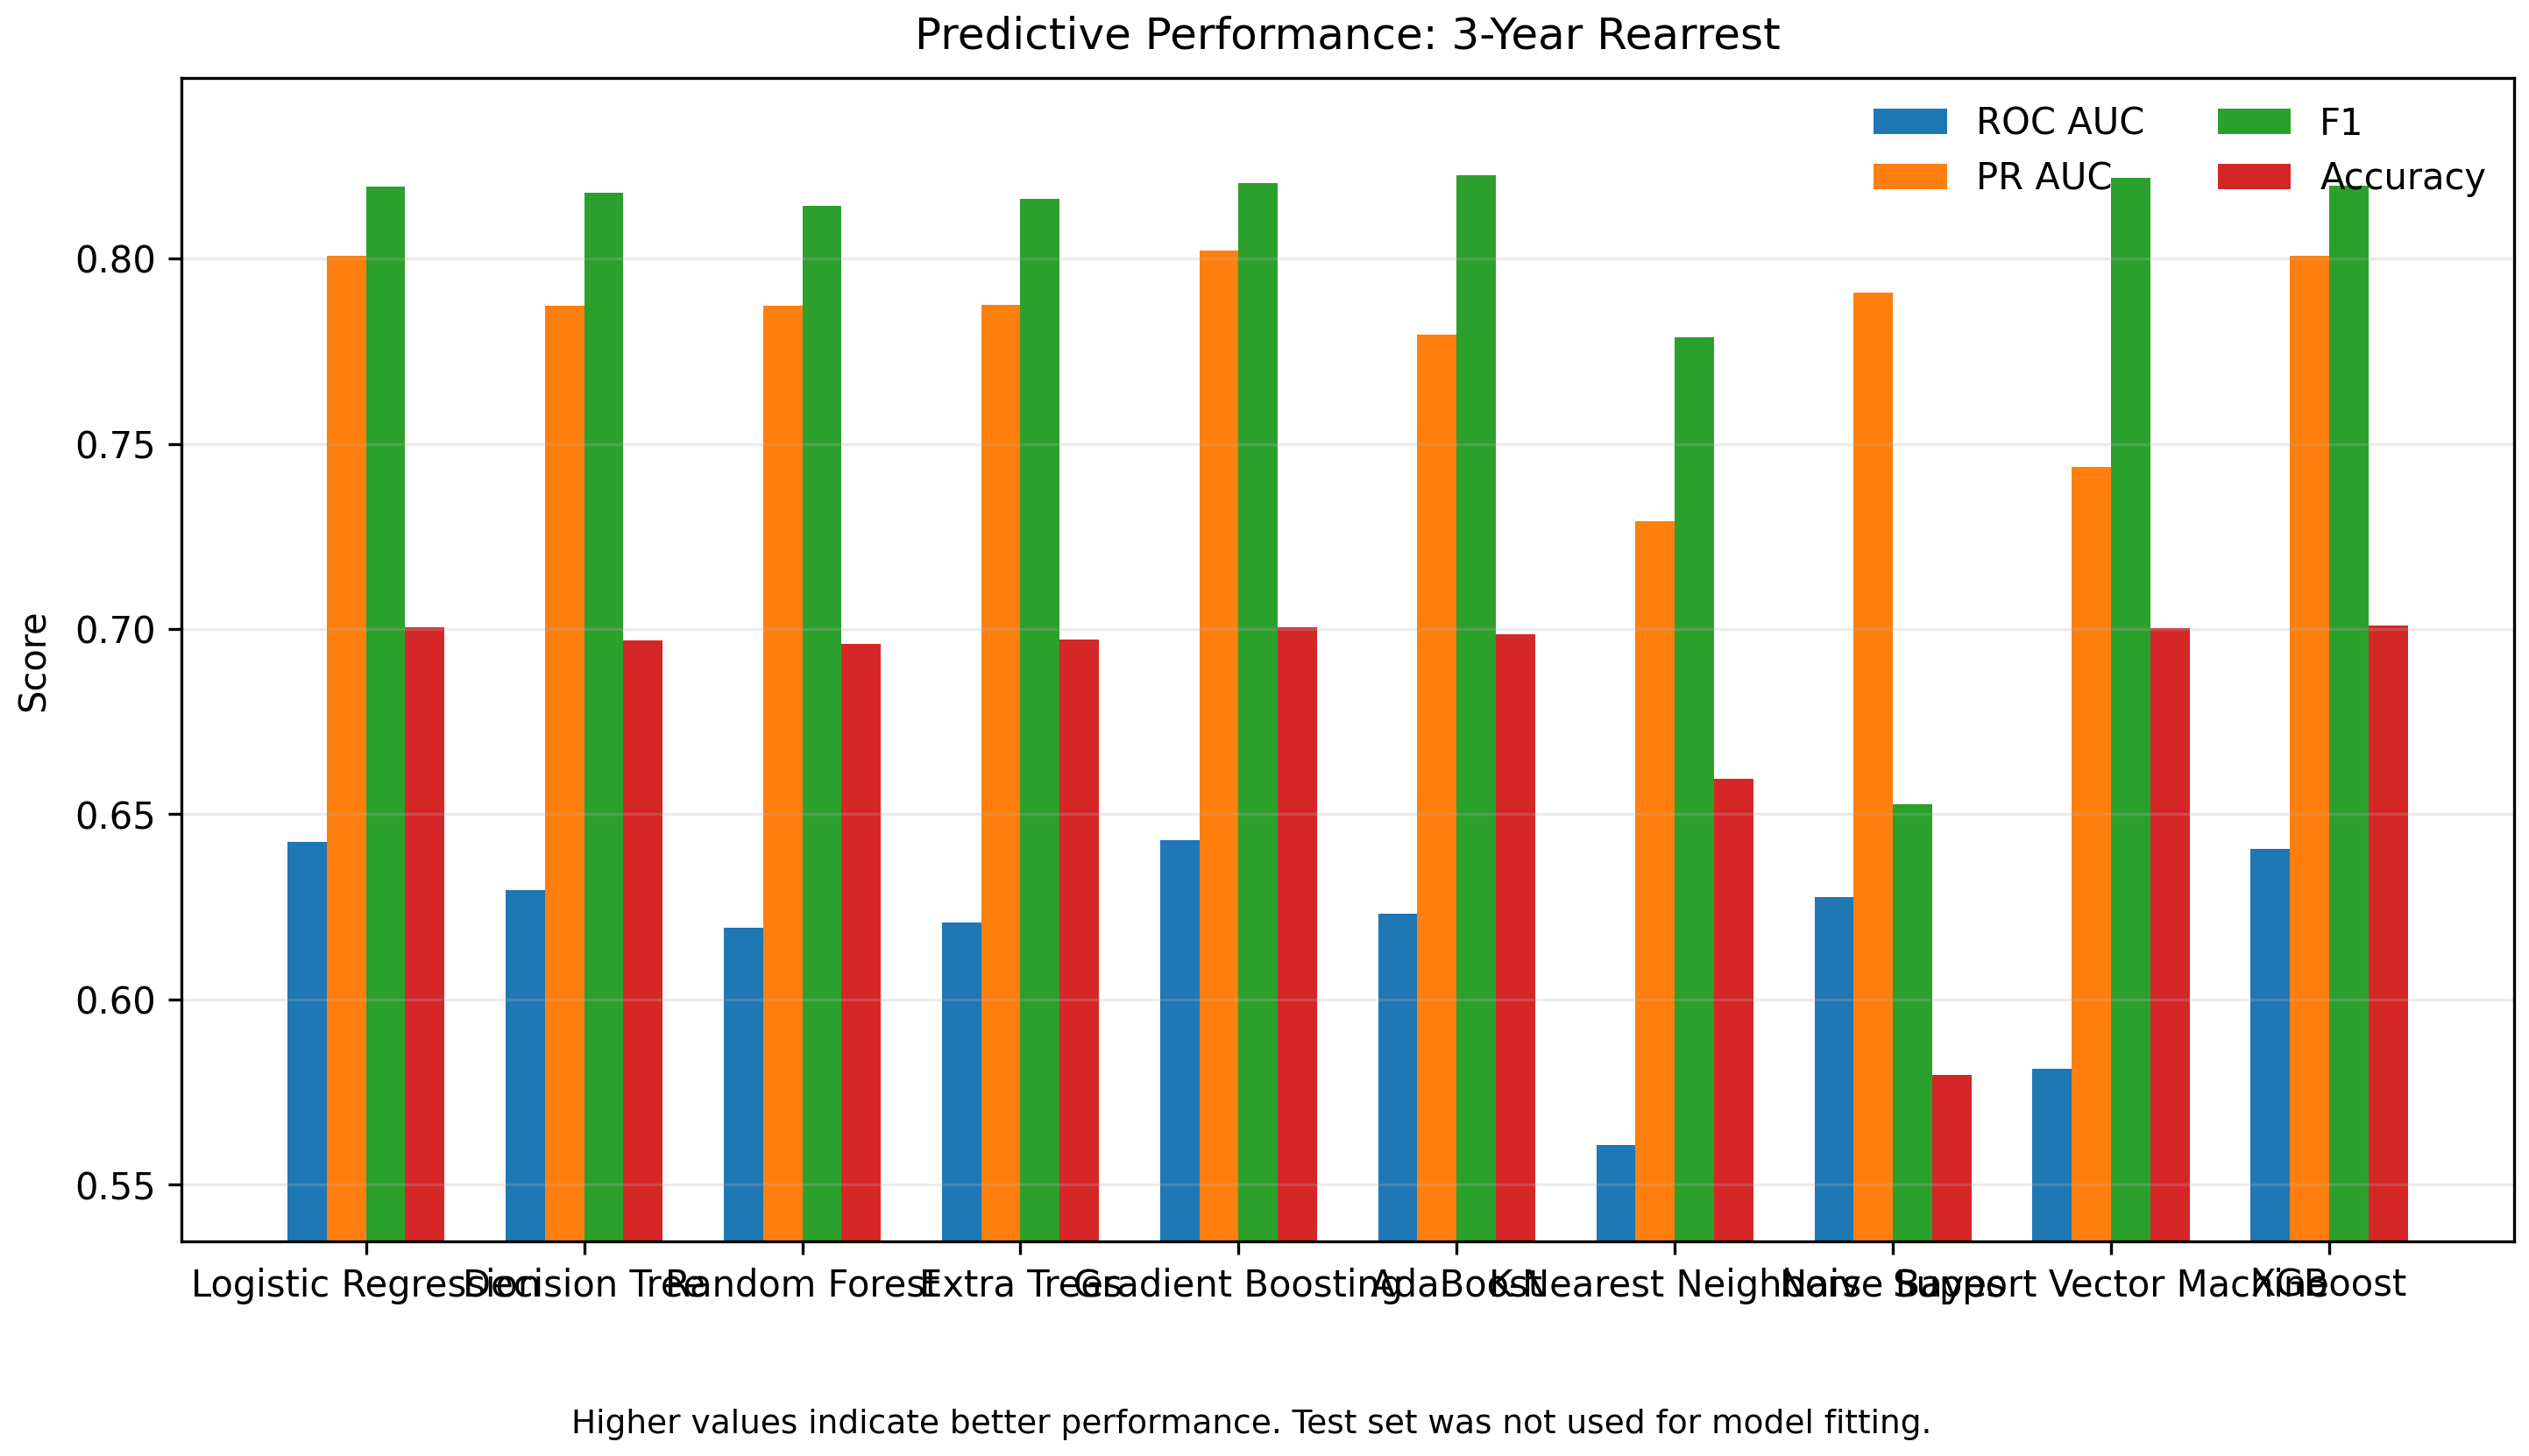 Predictive Performance: 3-Year Rearrest
ROC AUC
PR AUC
F1
Accuracy
Score
0.80
0.75
0.70
0.65
0.60
0.55
Logistic Regression
Decision Tree
Random Forest
Extra Trees
Gradient Boosting
AdaBoost
K-Nearest Neighbors
Naive Bayes
Support Vector Machine
XGBoost
Higher values indicate better performance. Test set was not used for model fitting.